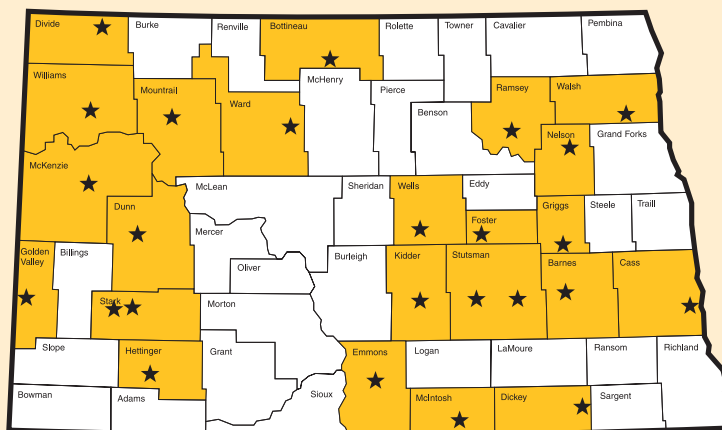 Divide
Burke
Renville
Bottineau
Rolette
Towner
Cavalier
Pembina
Williams
Mountrail
Ward
McHenry
Pierce
Benson
Ramsey
Walsh
Nelson
Grand Forks
McKenzie
McLean
Sheridan
Wells
Eddy
Foster
Griggs
Steele
Traill
Dunn
Mercer
Oliver
Golden
Valley
Billings
Burleigh
Kidder
Stutsman
Barnes
Cass
Stark
Morton
Slope
Hettinger
Grant
Emmons
Logan
LaMoure
Ransom
Richland
Bowman
Adams
Sioux
McIntosh
Dickey
Sargent